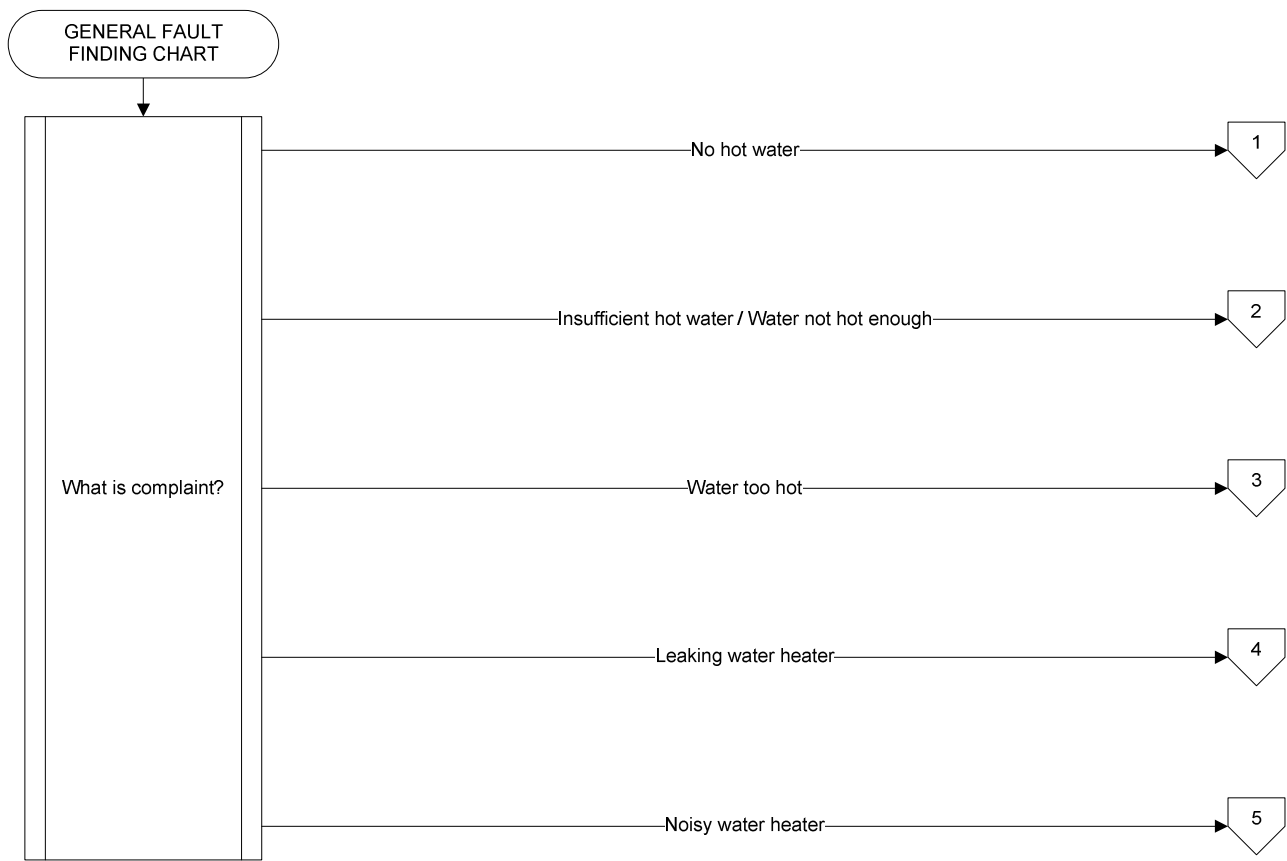 GENERAL FAULT
FINDING CHART
No hot water
1
Insufficient hot water / Water not hot enough
2
What is complaint?
Water too hot
3
Leaking water heater
4
Noisy water heater
5